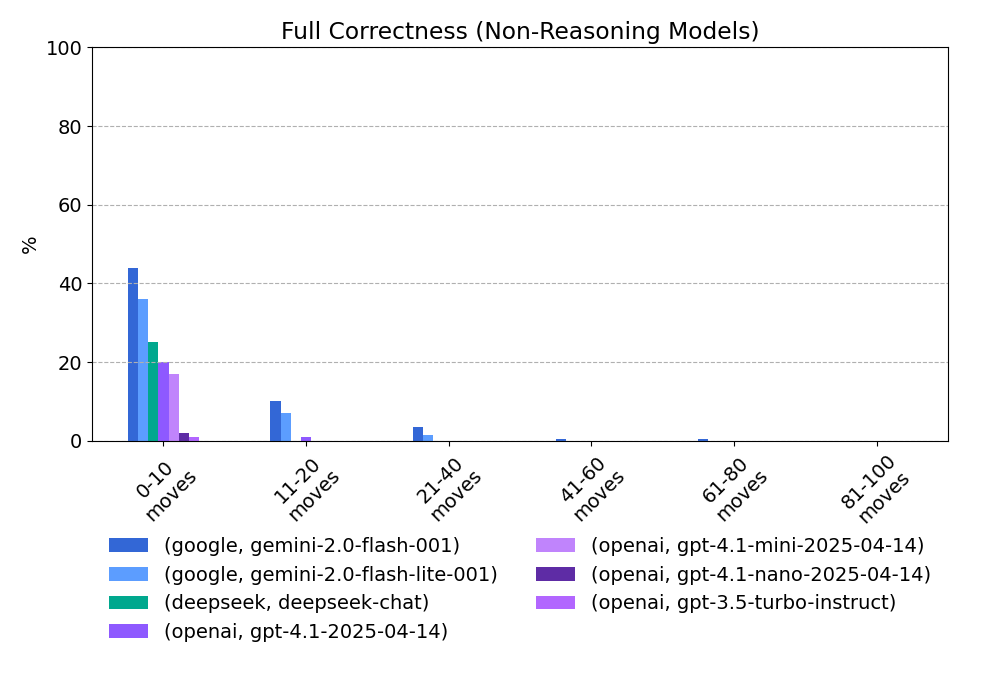 Full Correctness (Non-Reasoning Models)
100
80
60
40
20
0
%
0-10
moves
11-20
moves
21-40
moves
41-60
moves
61-80
moves
81-100
moves
(google, gemini-2.0-flash-001)
(google, gemini-2.0-flash-lite-001)
(deepseek, deepseek-chat)
(openai, gpt-4.1-2025-04-14)
(openai, gpt-4.1-mini-2025-04-14)
(openai, gpt-4.1-nano-2025-04-14)
(openai, gpt-3.5-turbo-instruct)